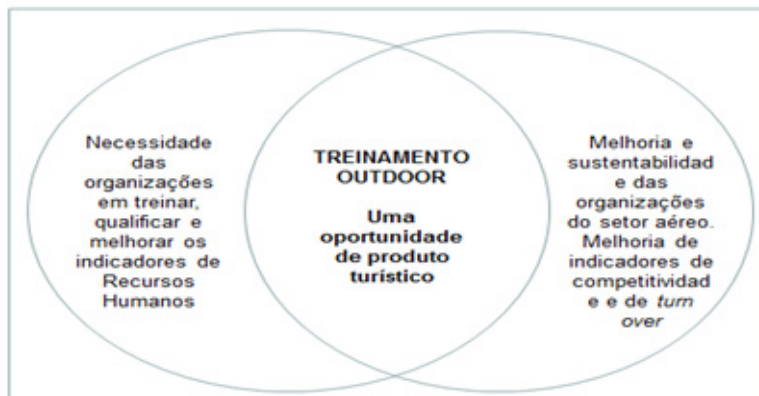 Necessidade
das
organizações
em treinar,
qualificar e
melhorar os
indicadores de
Recursos
Humanos
TREINAMENTO
OUTDOOR
Uma
oportunidade
de produto
turístico
Melhoria e
sustentabilidad
e das
organizações
do setor aéreo.
Melhoria de
indicadores de
competitividad
e e de turn
over